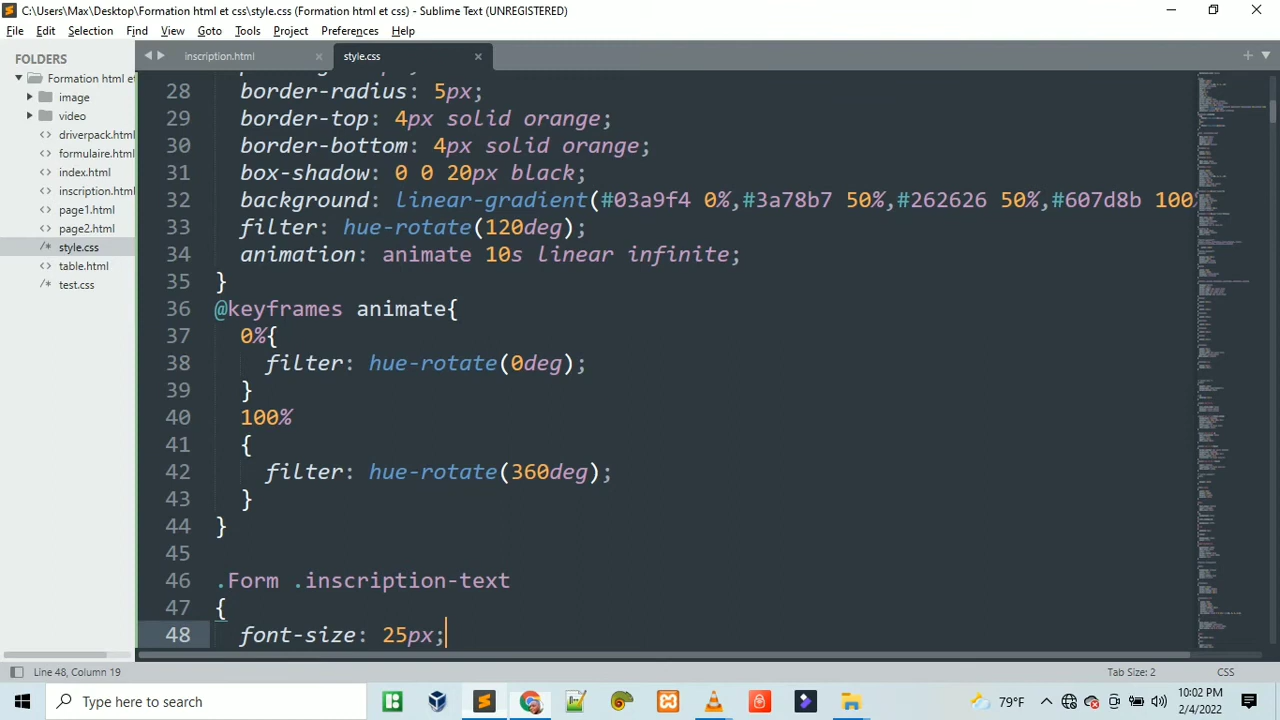 C:\Users\Max\Desktop\Formation html et css\style.css (Formation html et css) - Sublime Text (UNREGISTERED)
File Edit Selection Find View Goto Tools Project Preferences Help
FOLDERS
Formation html et
image
video
driverpack.html
formulaire.html
index.html
inscription.html
page1.html
page2.html
style.css
table.html
test.css
inscription.html
style.css
28 border-radius: 5px;
29 border-top: 4px solid orange;
30 border-bottom: 4px solid orange;
31 box-shadow: 0 0 20px black;
32 background: linear-gradient(#03a9f4 0%,#3a78b7 50%,#262626 50%,#607d8b 100
33 filter: hue-rotate(120deg);
34 animation: animate 10s linear infinite;
35 }
36 @keyframes animate{
37 0%{
38 filter: hue-rotate(0deg);
39 }
40 100%
41 {
42 filter: hue-rotate(360deg);
43 }
44 }
45
46 .Form .inscription-text
47 {
48 font-size: 25px;
Line 48, Column 19
Tab Size: 2
CSS
Type here to search
79°F
10:02 PM
2/4/2022